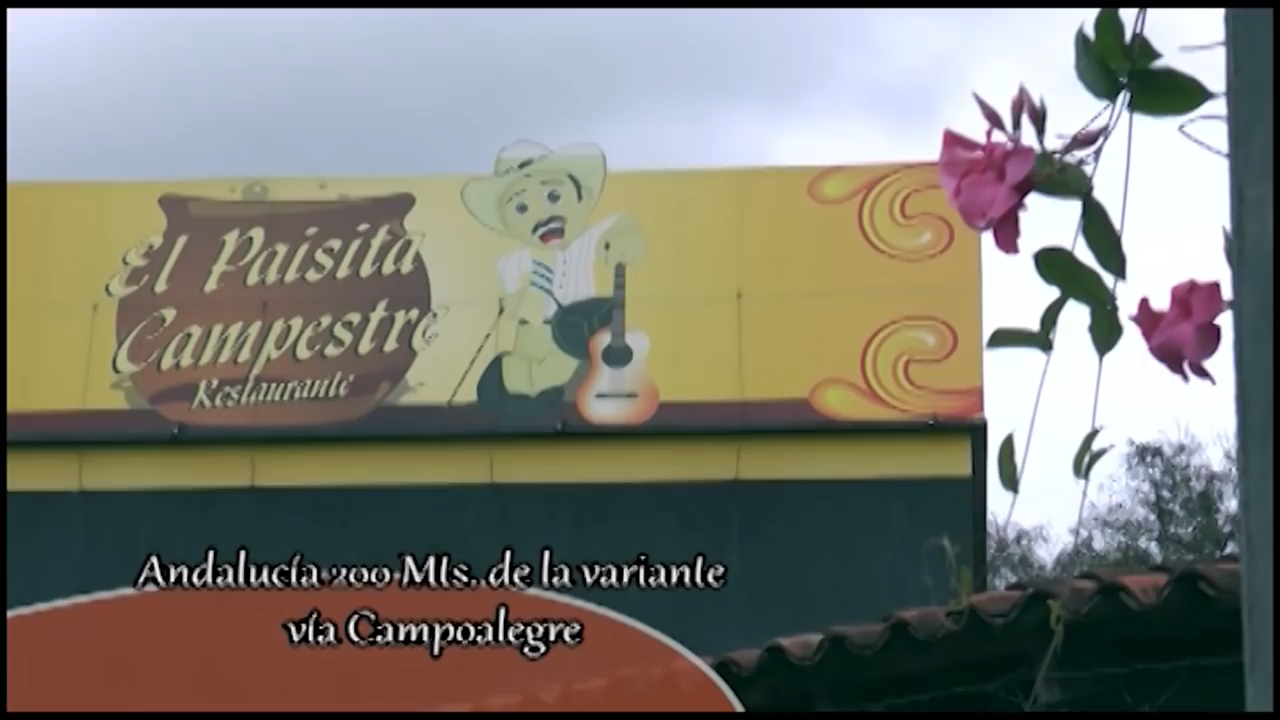 El Paisita
Campestre
Restaurante
Andalucía 200 Mts. de la variante
vía Campoalegre